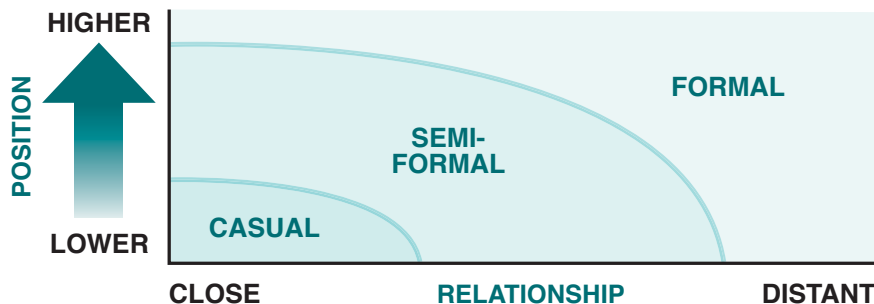 HIGHER
POSITION
LOWER
FORMAL
SEMI-
FORMAL
CASUAL
CLOSE
RELATIONSHIP
DISTANT